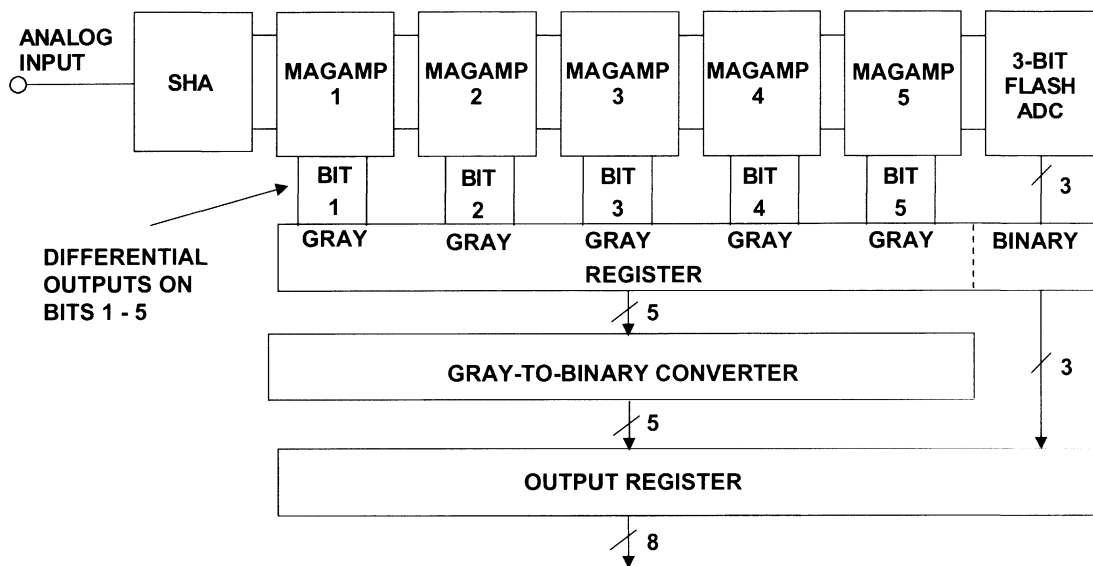 ANALOG
INPUT
SHA
MAGAMP
1
MAGAMP
2
MAGAMP
3
MAGAMP
4
MAGAMP
5
3-BIT
FLASH
ADC
BIT
1
BIT
2
BIT
3
BIT
4
BIT
5
3
GRAY
GRAY
GRAY
GRAY
GRAY
BINARY
REGISTER
DIFFERENTIAL
OUTPUTS ON
BITS 1 - 5
5
GRAY-TO-BINARY CONVERTER
3
5
OUTPUT REGISTER
8